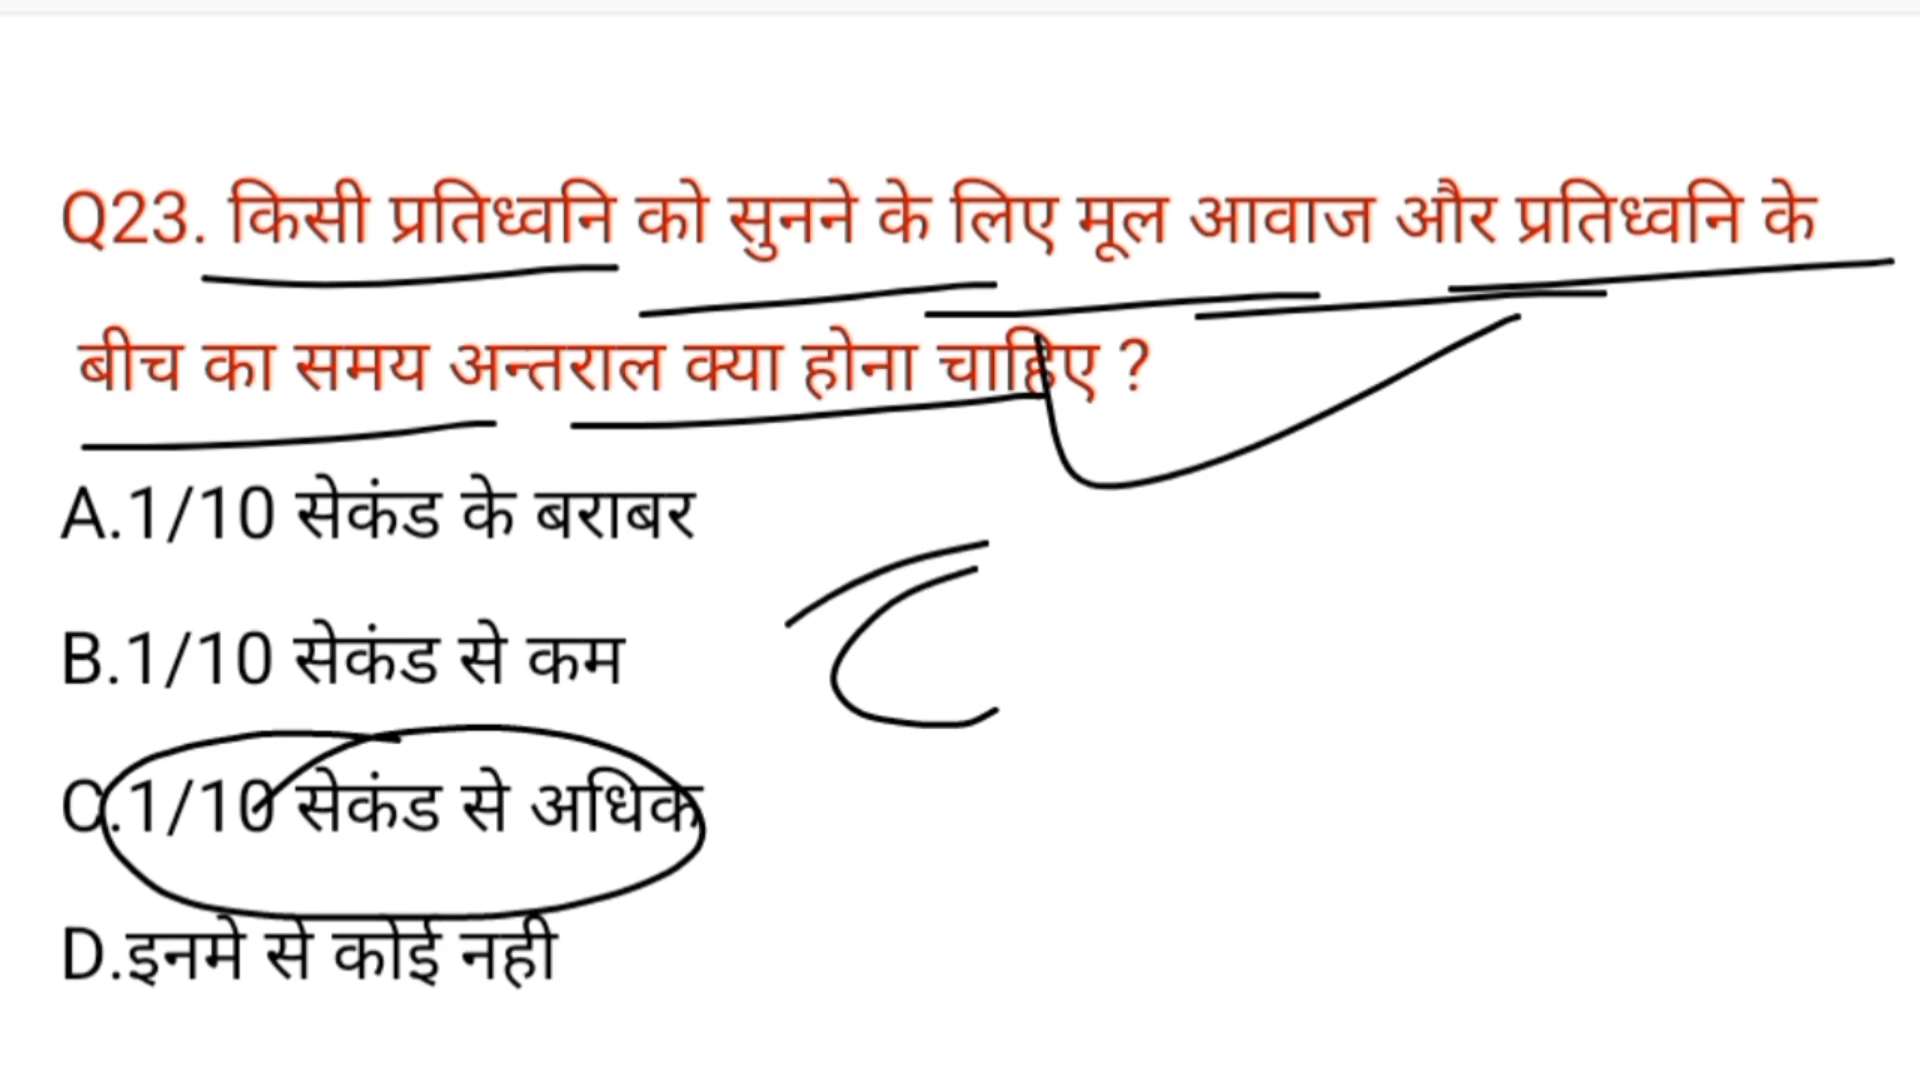 Q23. किसी प्रतिध्वनि को सुनने के लिए मूल आवाज और प्रतिध्वनि के
बीच का समय अन्तराल क्या होना चाहिए ?
A.1/10 सेकंड के बराबर
B.1/10 सेकंड से कम
C
C.1/10 सेकंड से अधिक
D.इनमे से कोई नही